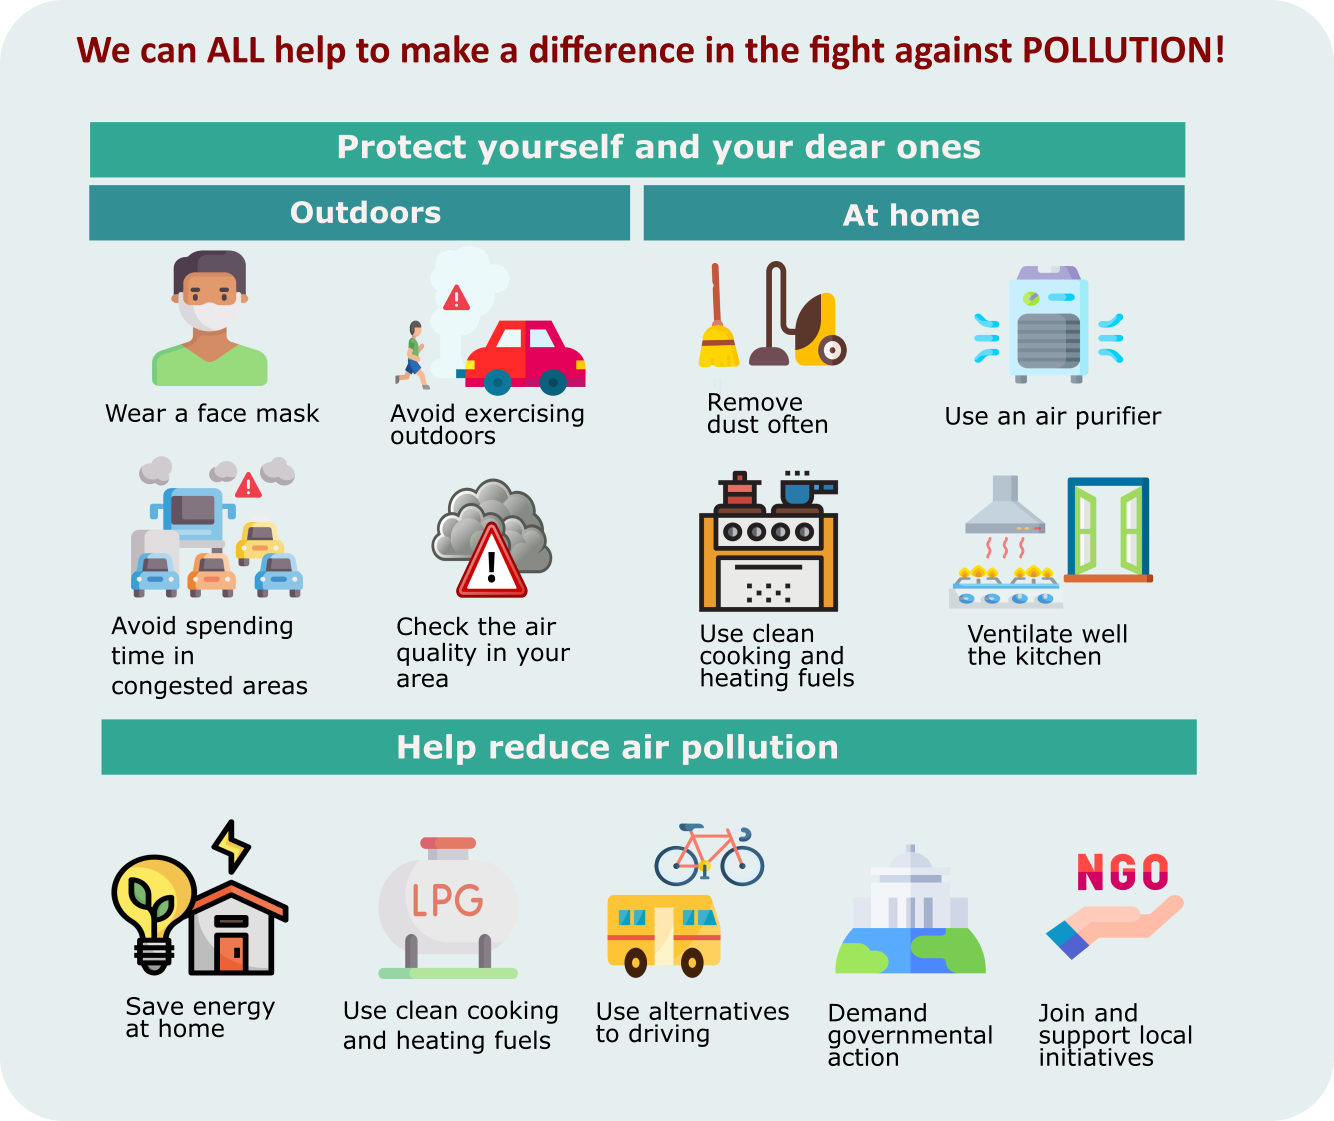 We can ALL help to make a difference in the fight against POLLUTION!
Protect yourself and your dear ones
Outdoors
At home
Wear a face mask
Avoid exercising
outdoors
Remove
dust often
Use an air purifier
!
Avoid spending
time in
congested areas
Check the air
quality in your
area
Use clean
cooking and
heating fuels
Ventilate well
the kitchen
Help reduce air pollution
LPG
NGO
Save energy
at home
Use clean cooking
and heating fuels
Use alternatives
to driving
Demand
governmental
action
Join and
support local
initiatives